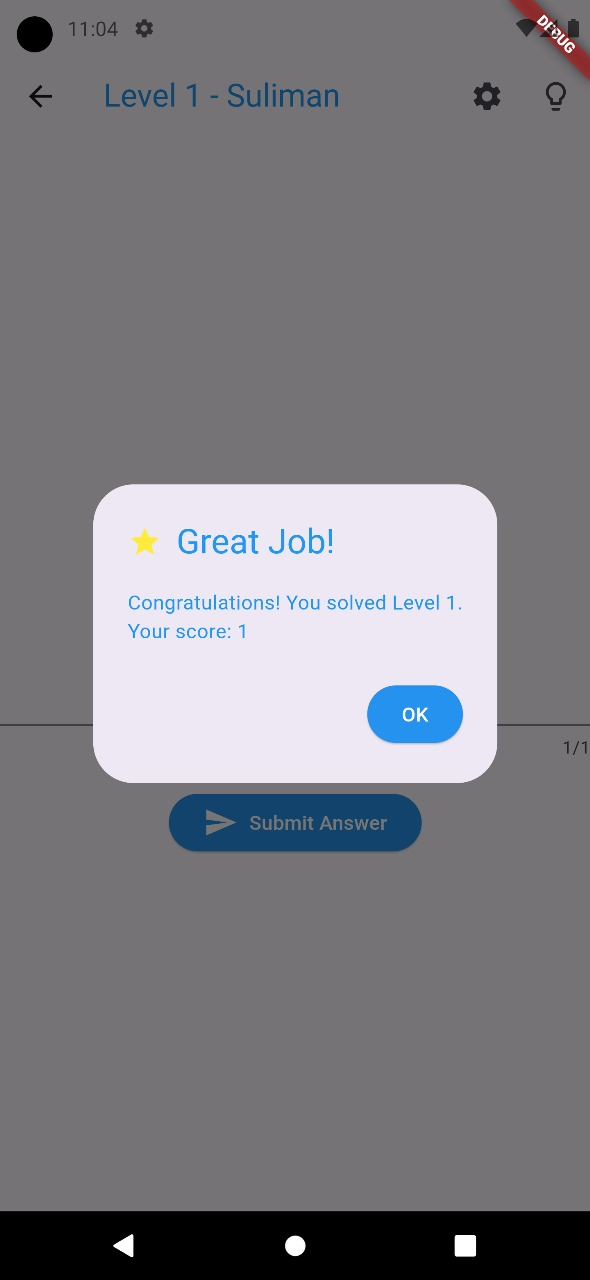 11:04
DEBUG
Level 1 - Suliman
Great Job!
Congratulations! You solved Level 1.
Your score: 1
OK
1/1
Submit Answer